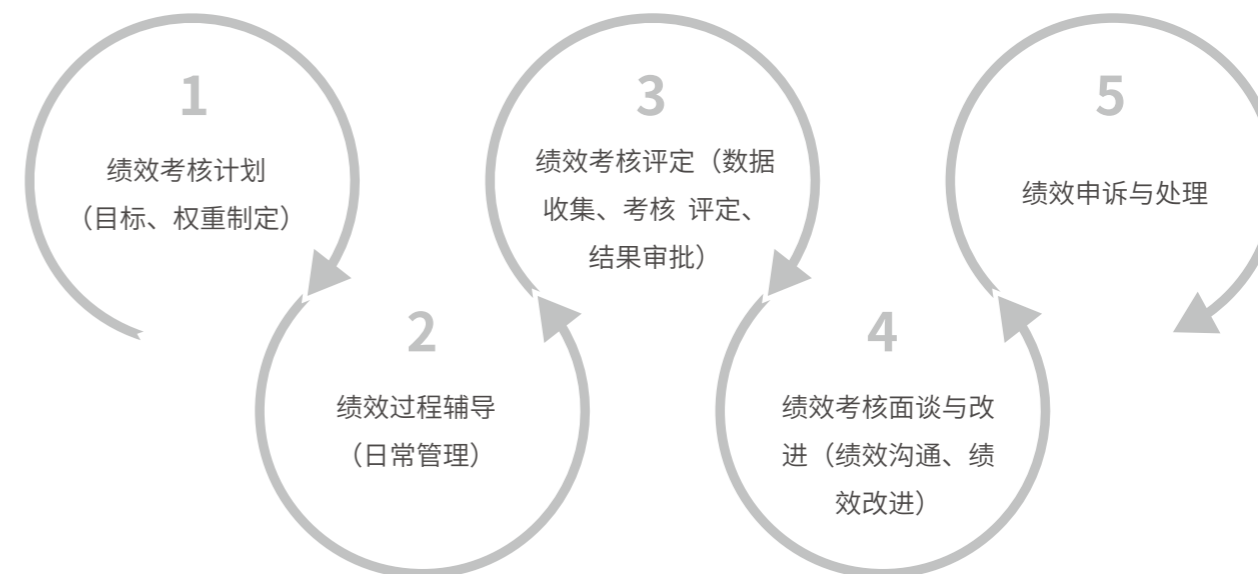 1
绩效考核计划
（目标、权重制定）
2
绩效过程辅导
（日常管理）
3
绩效考核评定（数据
收集、考核 评定、
结果审批）
4
绩效考核面谈与改
进（绩效沟通、绩
效改进）
5
绩效申诉与处理